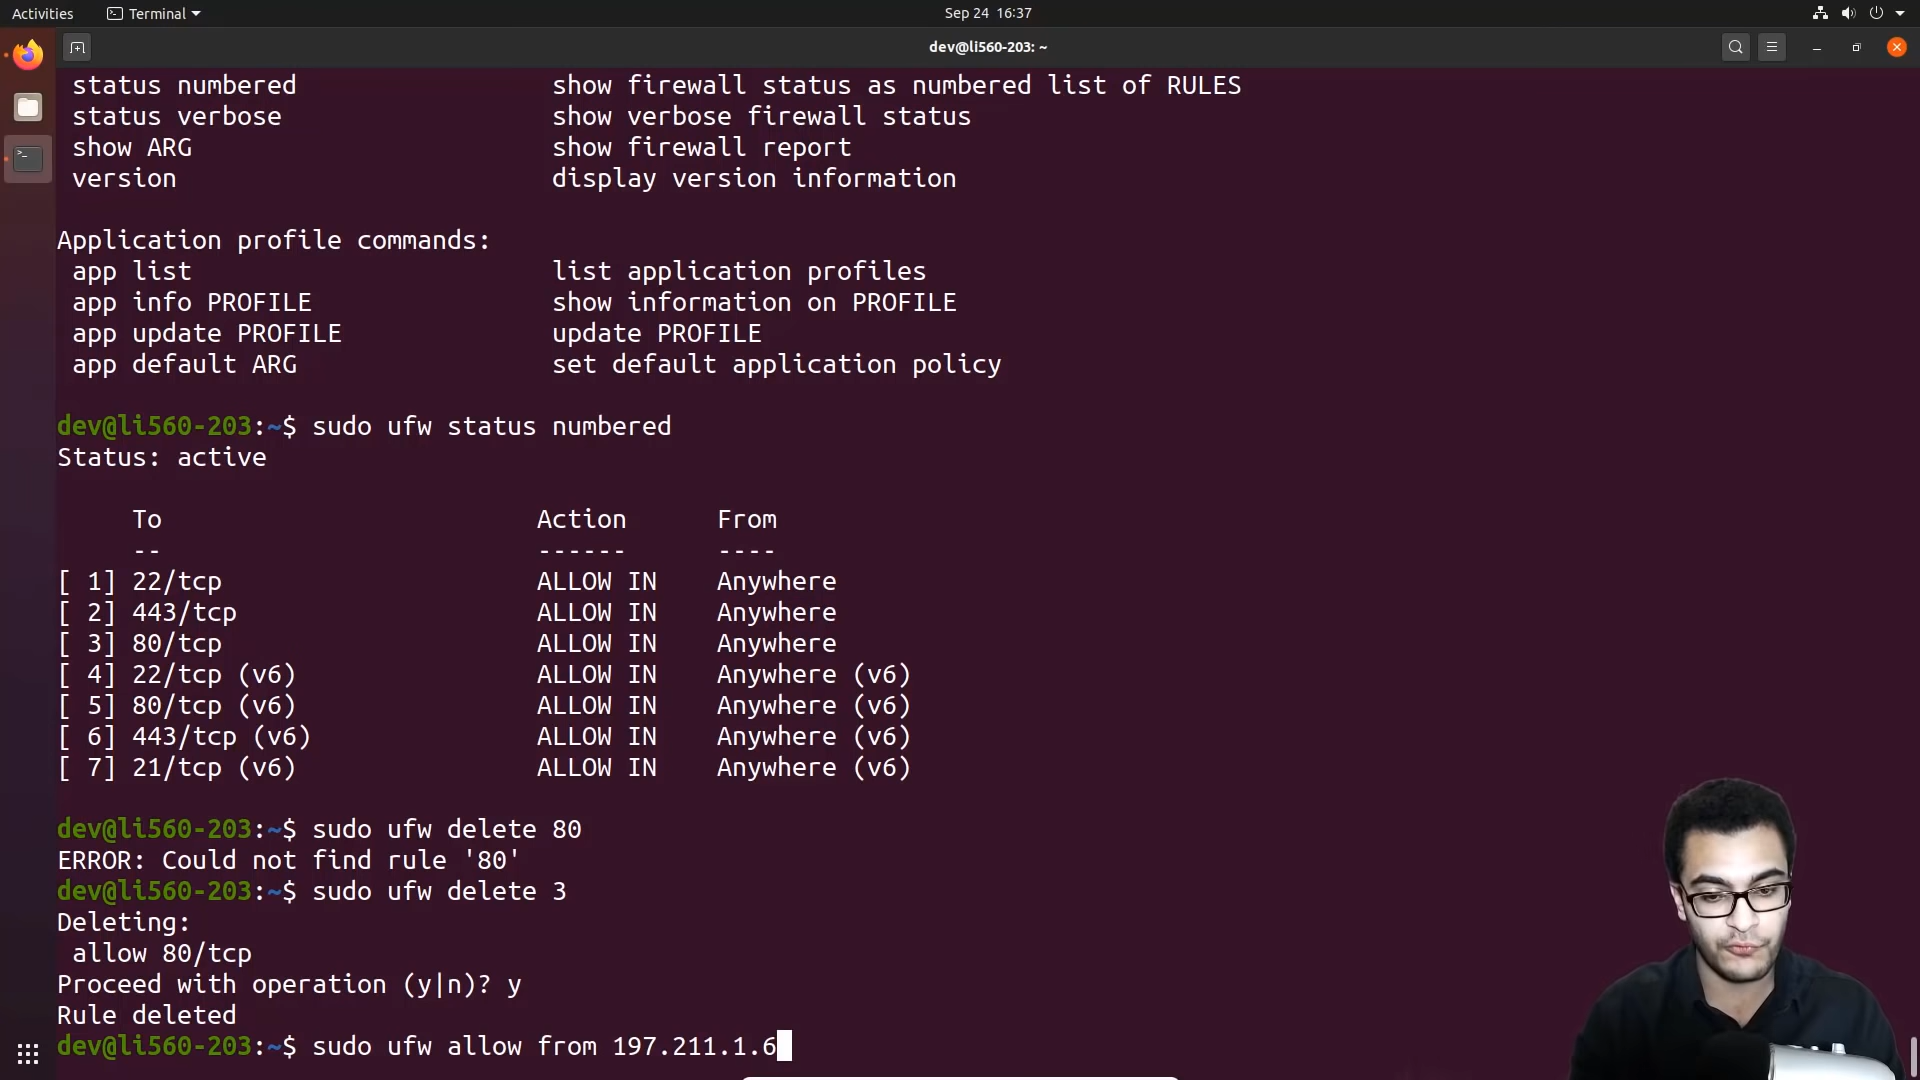 Activities Terminal Sep 24 16:37
dev@li560-203: ~
status numbered show firewall status as numbered list of RULES
status verbose show verbose firewall status
show ARG show firewall report
version display version information
Application profile commands:
app list list application profiles
app info PROFILE show information on PROFILE
app update PROFILE update PROFILE
app default ARG set default application policy
dev@li560-203:~$ sudo ufw status numbered
Status: active
To Action From
-- ------ ----
[ 1] 22/tcp ALLOW IN Anywhere
[ 2] 443/tcp ALLOW IN Anywhere
[ 3] 80/tcp ALLOW IN Anywhere
[ 4] 22/tcp (v6) ALLOW IN Anywhere (v6)
[ 5] 80/tcp (v6) ALLOW IN Anywhere (v6)
[ 6] 443/tcp (v6) ALLOW IN Anywhere (v6)
[ 7] 21/tcp (v6) ALLOW IN Anywhere (v6)
dev@li560-203:~$ sudo ufw delete 80
ERROR: Could not find rule '80'
dev@li560-203:~$ sudo ufw delete 3
Deleting:
allow 80/tcp
Proceed with operation (y|n)? y
Rule deleted
dev@li560-203:~$ sudo ufw allow from 197.211.1.6